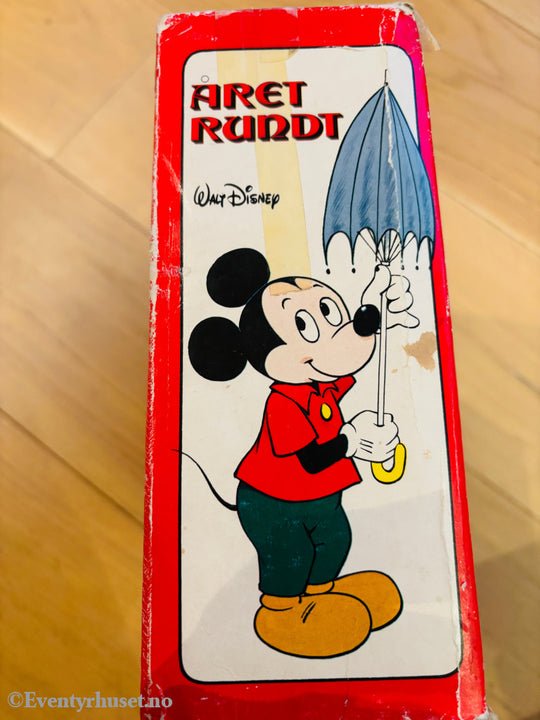 ÅRET
RUNDT
WALT DISNEY
©Eventyrhuset.no